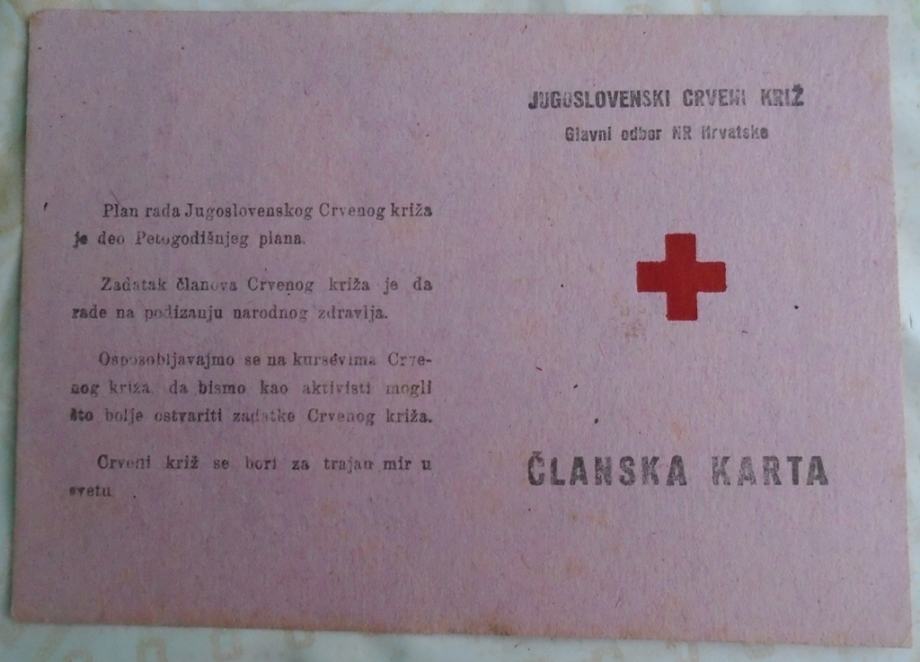 Plan rada Jugoslovenskog Crvenog križa
je deo Petogodišnjeg plana.
Zadatak članova Crvenog križa je da
rade na podizanju narodnog zdravlja.
Osposobljavajmo se na kursevima Crve-
nog križa, da bismo kao aktivisti mogli
što bolje ostvariti zadatke Crvenog križa.
Crveni križ se bori za trajan mir u
svetu
JUGOSLOVENSKI CRVENI KRIŽ
Glavni odbor NR Hrvatske
ČLANSKA KARTA